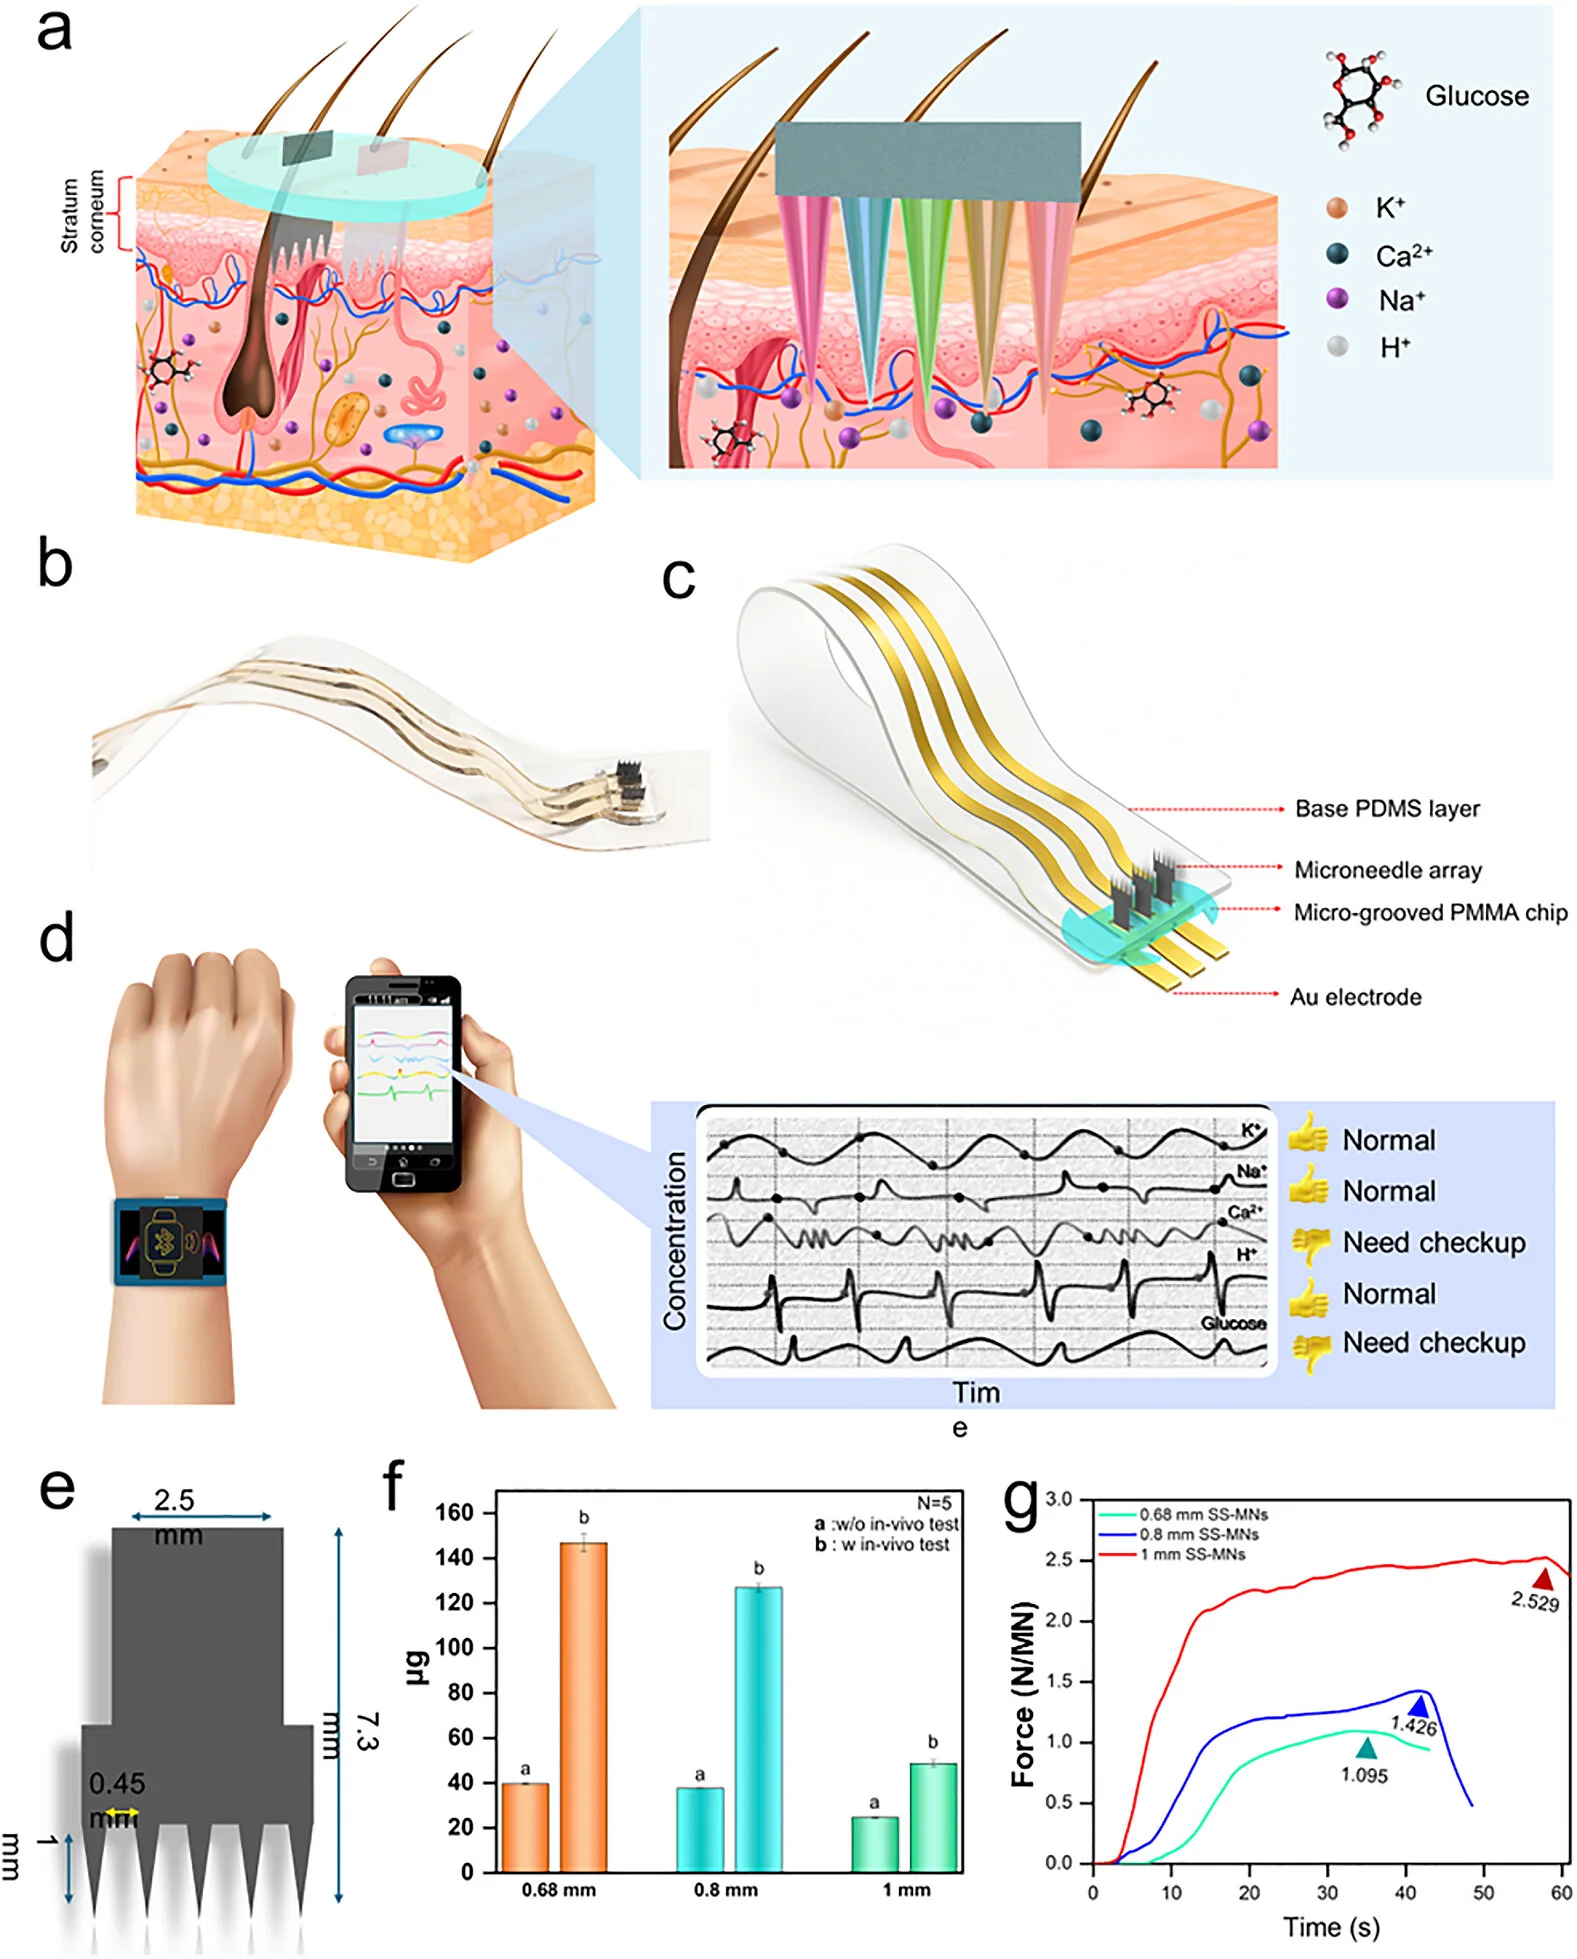 a
Stratum
corneum
Glucose
K⁺
Ca²⁺
Na⁺
H⁺
b
c
Base PDMS layer
Microneedle array
Micro-grooved PMMA chip
Au electrode
d
Concentration
K⁺
Na⁺
Ca²⁺
H⁺
Glucose
Tim
e
Normal
Normal
Need checkup
Normal
Need checkup
e
2.5
mm
7.3
mm
0.45
mm
1
mm
f
µg
160
140
120
100
80
60
40
20
0
N=5
a :w/o in-vivo test
b : w in-vivo test
a
b
a
b
a
b
0.68 mm
0.8 mm
1 mm
g
Force (N/MN)
3.0
2.5
2.0
1.5
1.0
0.5
0.0
0.68 mm SS-MNs
0.8 mm SS-MNs
1 mm SS-MNs
2.529
1.426
1.095
0
10
20
30
40
50
60
Time (s)